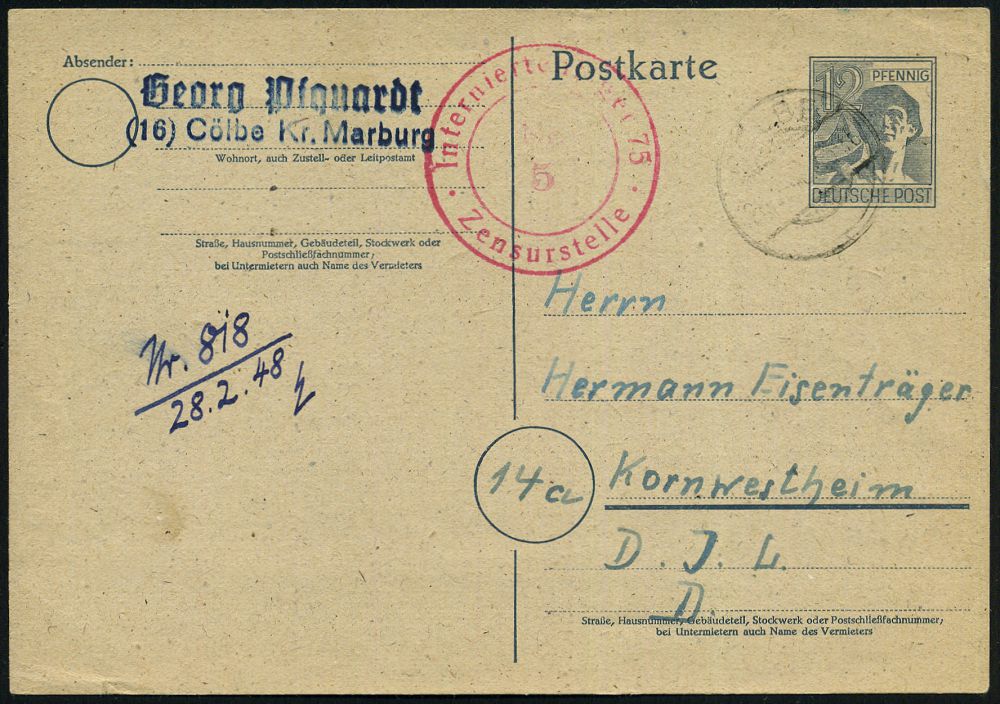 Absender:
Georg Pfquardt
(16) Cölbe Kr. Marburg
Wohnort, auch Zustell- oder Leitpostamt
Straße, Hausnummer, Gebäudeteil, Stockwerk oder
Postschließfachnummer;
bei Untermietern auch Name des Vermieters
Nr. 818
28.2.48
Postkarte
75
5
Zensurstelle
12 PFENNIG
DEUTSCHE POST
Herrn
Hermann Eisenträger
14a
Kornwestheim
D. J. L.
D.
Straße, Hausnummer, Gebäudeteil, Stockwerk oder Postschließfachnummer;
bei Untermietern auch Name des Vermieters